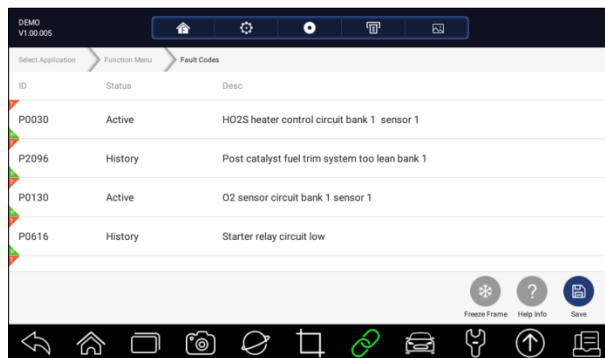 DEMO
V1.00.005
Select Application Function Menu Fault Codes
ID Status Desc
P0030 Active HO2S heater control circuit bank 1 sensor 1
P2096 History Post catalyst fuel trim system too lean bank 1
P0130 Active O2 sensor circuit bank 1 sensor 1
P0616 History Starter relay circuit low
Freeze Frame Help Info Save